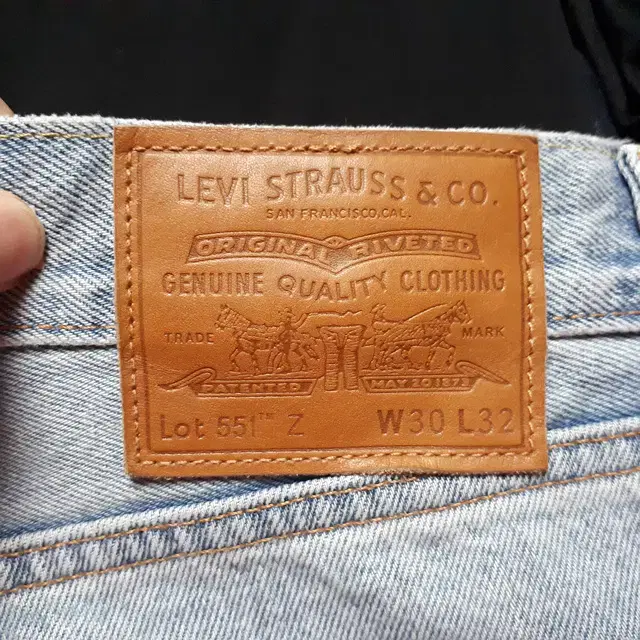 LEVI STRAUSS & CO.
SAN FRANCISCO, CAL.
ORIGINAL RIVETED
GENUINE QUALITY CLOTHING
TRADE MARK
PATENTED MAY 20 1873
Lot 551™ Z W30 L32